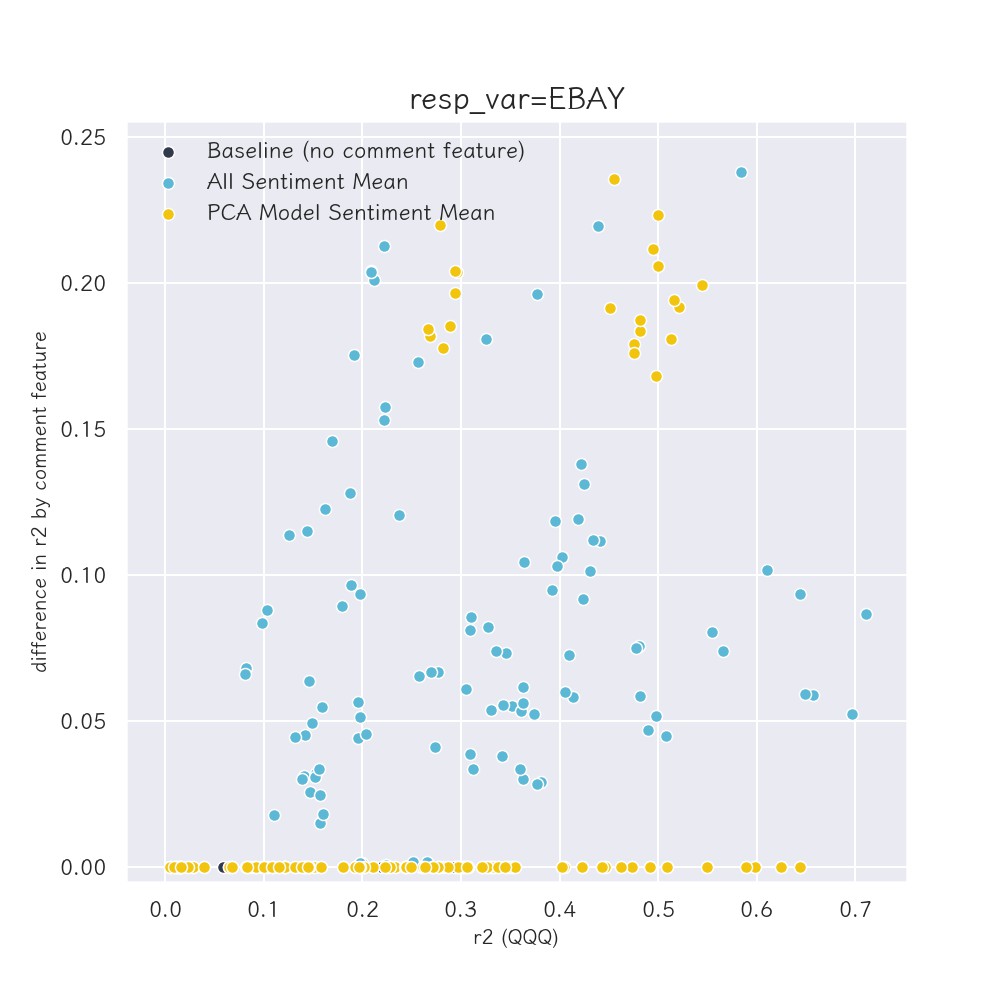 resp_var=EBAY
Baseline (no comment feature)
All Sentiment Mean
PCA Model Sentiment Mean
difference in r2 by comment feature
0.25
0.20
0.15
0.10
0.05
0.00
0.0 0.1 0.2 0.3 0.4 0.5 0.6 0.7
r2 (QQQ)